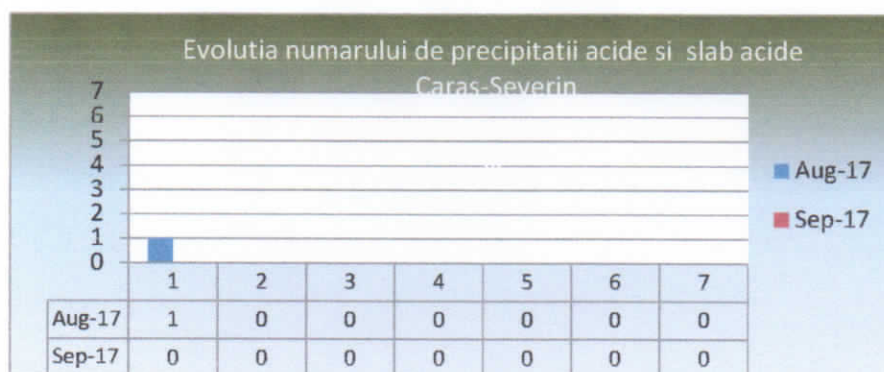 Evolutia numarului de precipitatii acide si slab acide
Caras-Severin
7
6
5
4
3
2
1
0
Aug-17
Sep-17
1 2 3 4 5 6 7
Aug-17 1 0 0 0 0 0 0
Sep-17 0 0 0 0 0 0 0